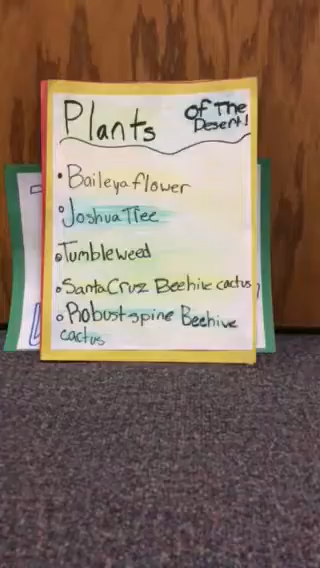 Plants
Of The
Desert!
• Baileya flower
• Joshua Tree
• Tumbleweed
• Santa Cruz Beehive cactus
• Robust-spine Beehive
cactus